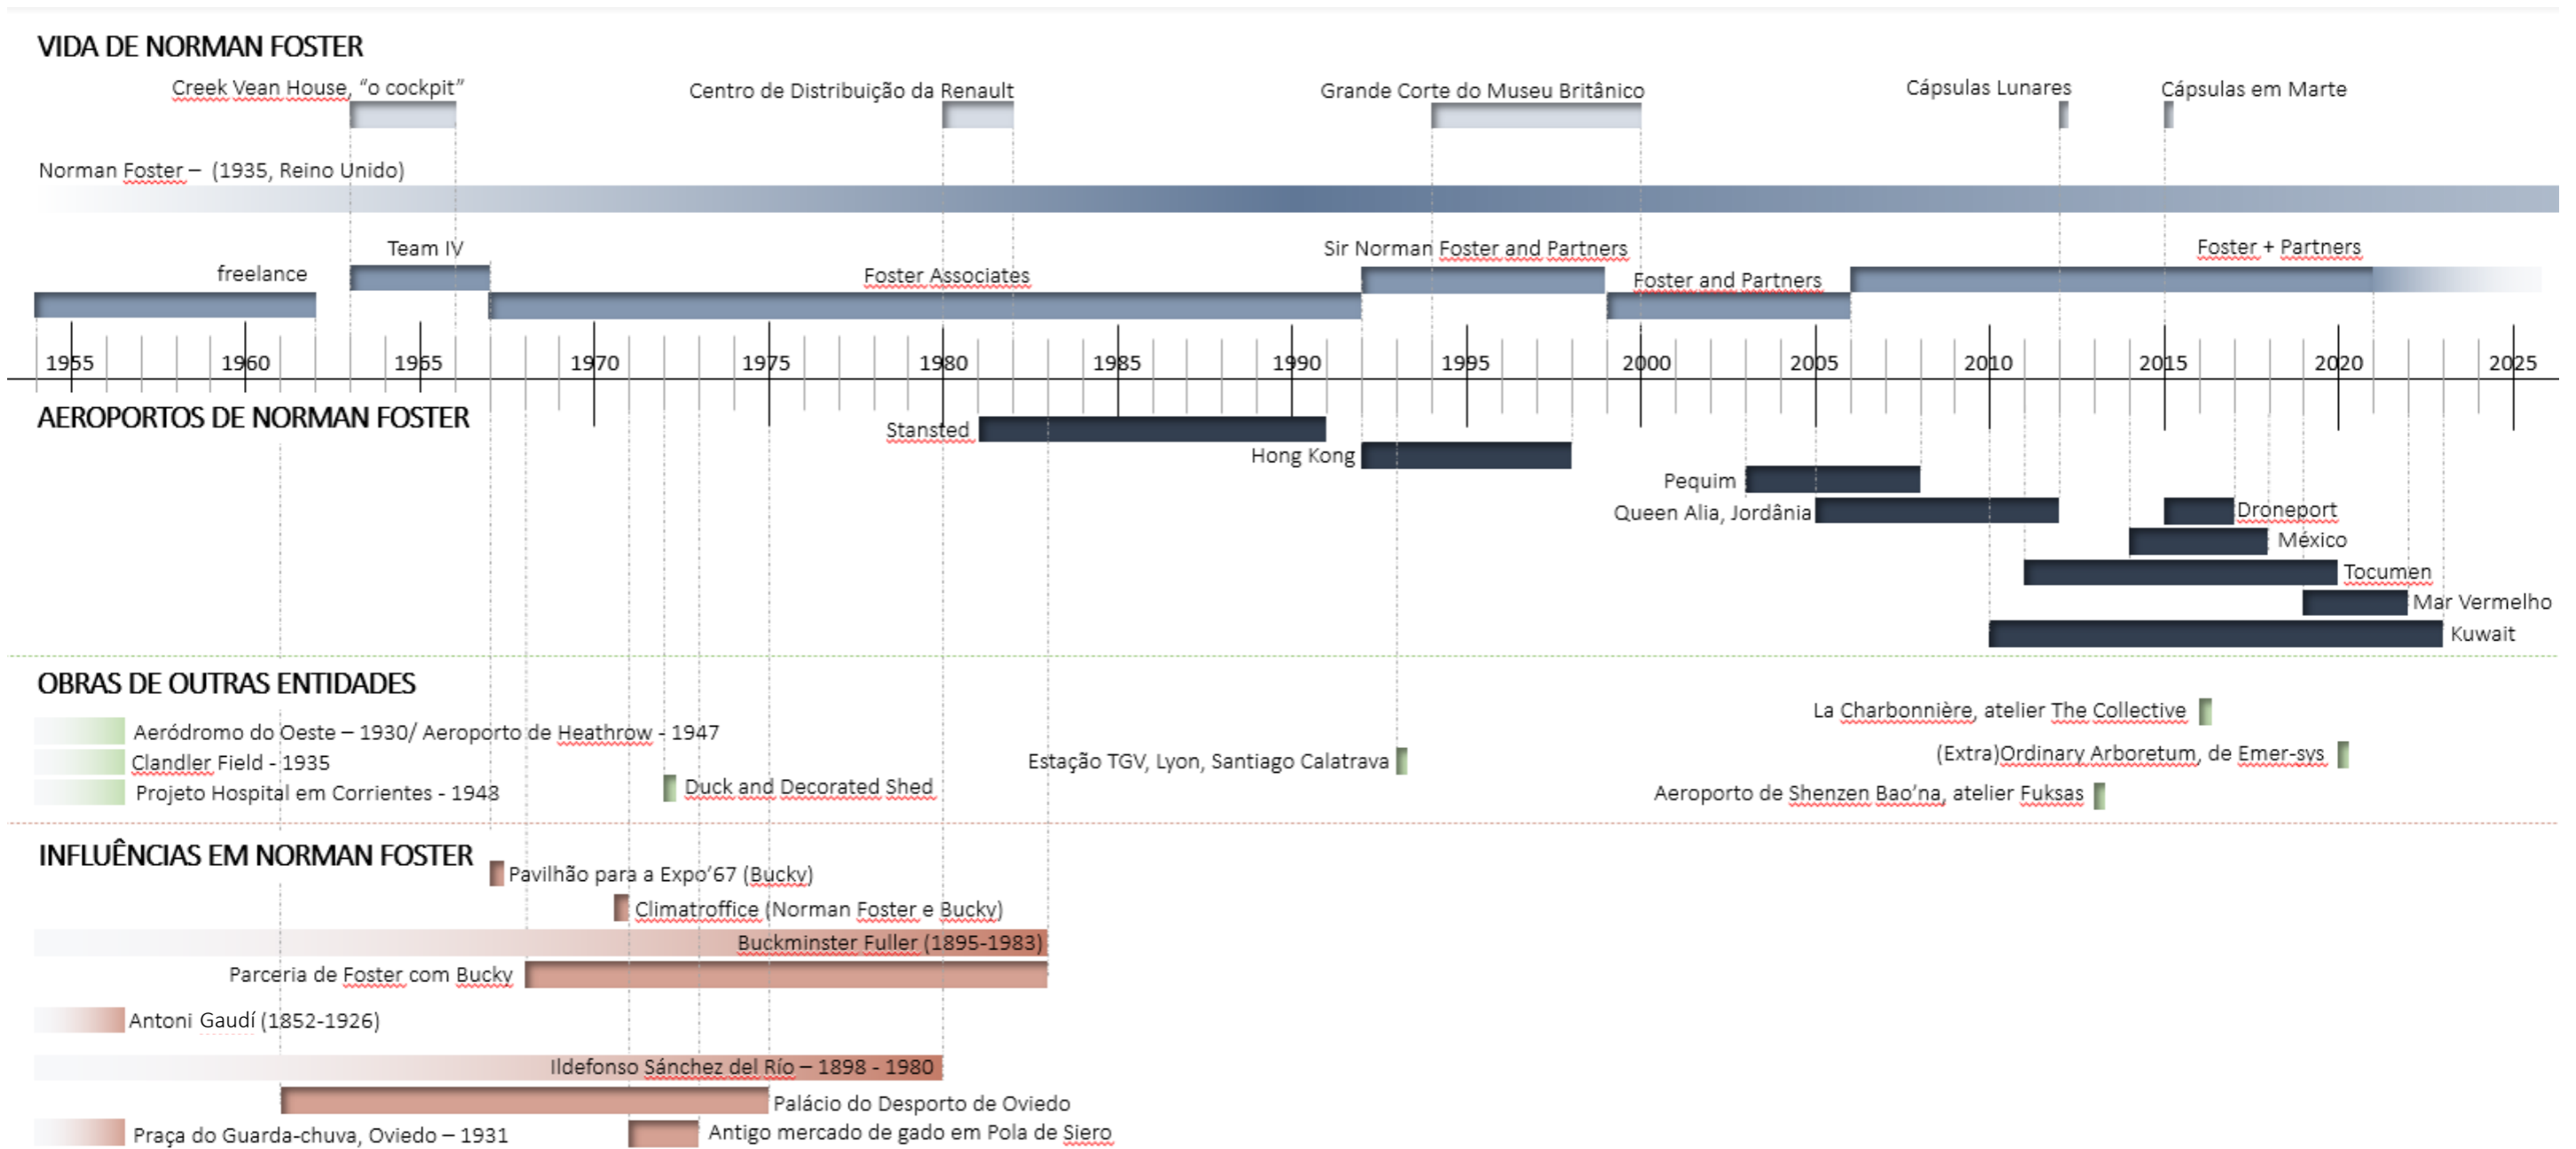 VIDA DE NORMAN FOSTER
Creek Vean House, “o cockpit”
Centro de Distribuição da Renault
Grande Corte do Museu Britânico
Cápsulas Lunares
Cápsulas em Marte
Norman Foster – (1935, Reino Unido)
freelance
Team IV
Foster Associates
Sir Norman Foster and Partners
Foster and Partners
Foster + Partners
1955 1960 1965 1970 1975 1980 1985 1990 1995 2000 2005 2010 2015 2020 2025
AEROPORTOS DE NORMAN FOSTER
Stansted
Hong Kong
Pequim
Queen Alia, Jordânia
Droneport
México
Tocumen
Mar Vermelho
Kuwait
OBRAS DE OUTRAS ENTIDADES
La Charbonnière, atelier The Collective
Aeródromo do Oeste – 1930/ Aeroporto de Heathrow - 1947
(Extra)Ordinary Arboretum, de Emer-sys
Clandler Field - 1935
Estação TGV, Lyon, Santiago Calatrava
Projeto Hospital em Corrientes - 1948
Duck and Decorated Shed
Aeroporto de Shenzen Bao’na, atelier Fuksas
INFLUÊNCIAS EM NORMAN FOSTER
Pavilhão para a Expo’67 (Bucky)
Climatroffice (Norman Foster e Bucky)
Buckminster Fuller (1895-1983)
Parceria de Foster com Bucky
Antoni Gaudí (1852-1926)
Ildefonso Sánchez del Río – 1898 - 1980
Palácio do Desporto de Oviedo
Praça do Guarda-chuva, Oviedo – 1931
Antigo mercado de gado em Pola de Siero